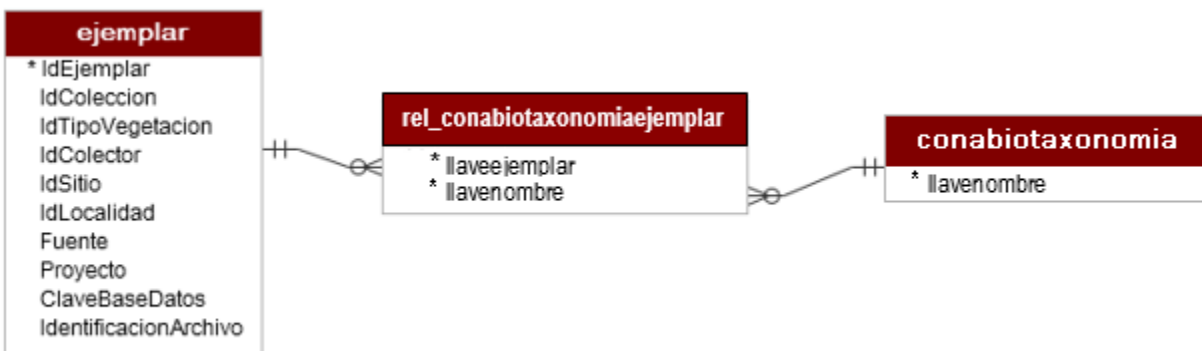 ejemplar
* IdEjemplar
IdColeccion
IdTipoVegetacion
IdColector
IdSitio
IdLocalidad
Fuente
Proyecto
ClaveBaseDatos
IdentificacionArchivo
rel_conabiotaxonomiaejemplar
* llaveejemplar
* llavenombre
conabiotaxonomia
* llavenombre